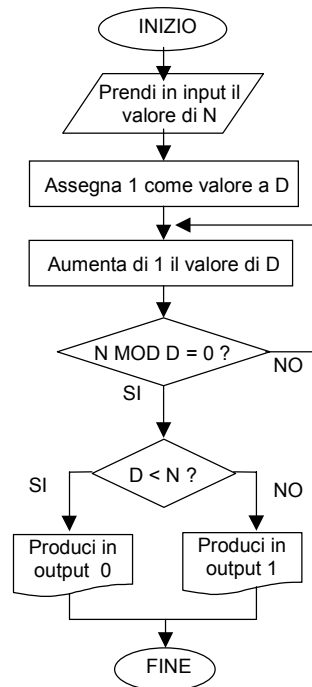 INIZIO
Prendi in input il
valore di N
Assegna 1 come valore a D
Aumenta di 1 il valore di D
N MOD D = 0 ?
NO
SI
D < N ?
SI
NO
Produci in
output 0
Produci in
output 1
FINE